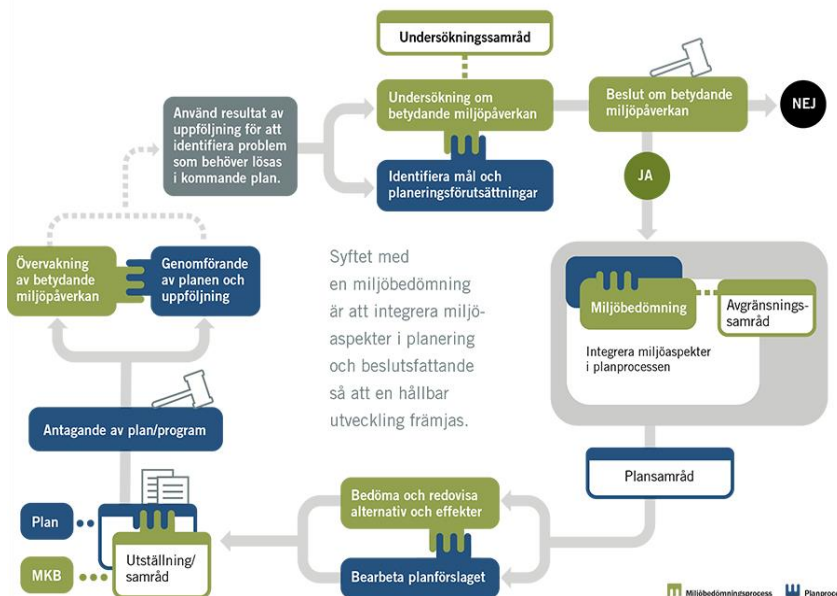 Undersökningssamråd
Undersökning om
betydande miljöpåverkan
Beslut om betydande
miljöpåverkan
NEJ
JA
Använd resultat av
uppföljning för att
identifiera problem
som behöver lösas
i kommande plan.
Identifiera mål och
planeringsförutsättningar
Övervakning
av betydande
miljöpåverkan
Genomförande
av planen och
uppföljning
Syftet med
en miljöbedömning
är att integrera miljö-
aspekter i planering
och beslutsfattande
så att en hållbar
utveckling främjas.
Miljöbedömning
Avgränsnings-
samråd
Integrera miljöaspekter
i planprocessen
Antagande av plan/program
Plansamråd
Bedöma och redovisa
alternativ och effekter
Bearbeta planförslaget
Plan
MKB
Utställning/
samråd
Miljöbedömningsprocess